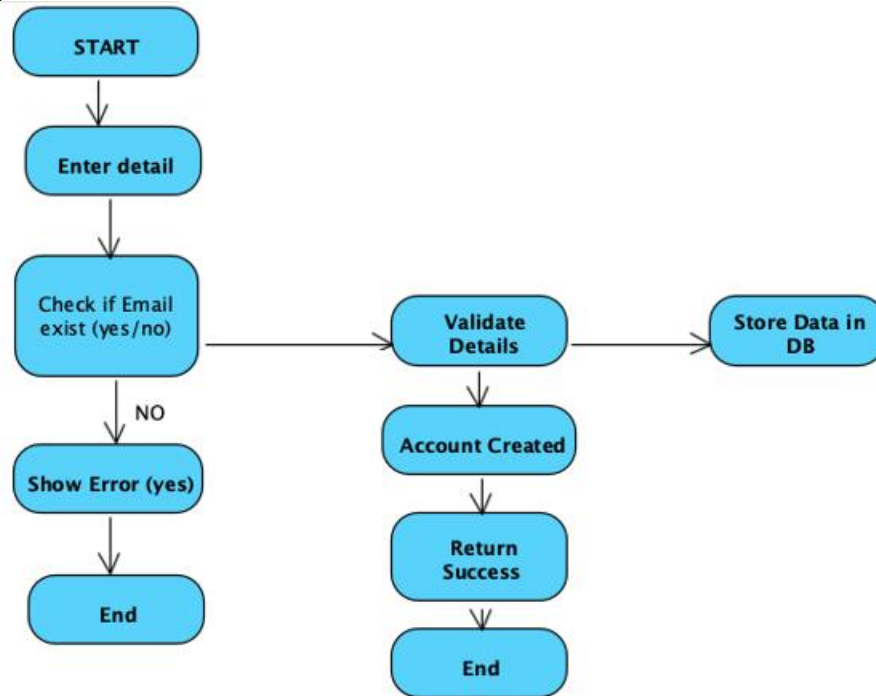 START
Enter detail
Check if Email
exist (yes/no)
NO
Show Error (yes)
End
Validate
Details
Store Data in
DB
Account Created
Return
Success
End